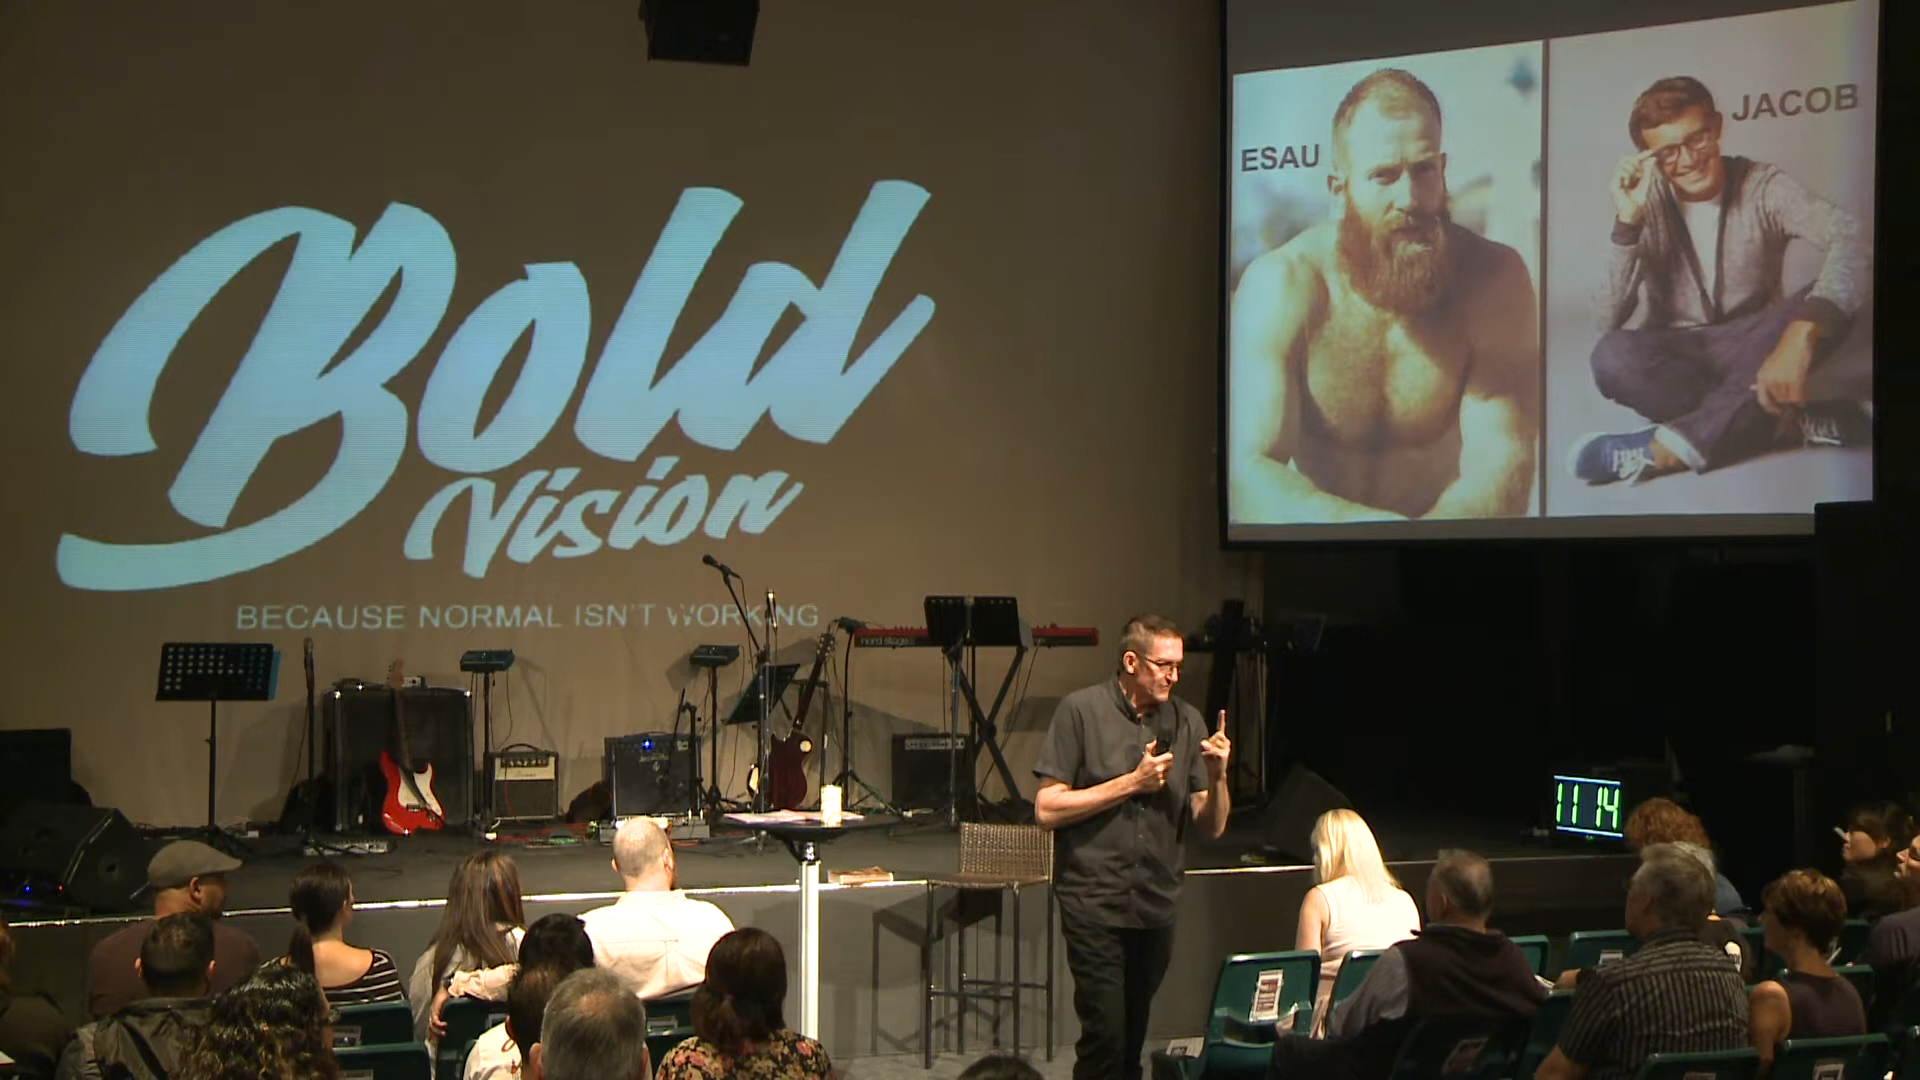 Bold
Vision
BECAUSE NORMAL ISN'T WORKING
ESAU
JACOB
nord stage
11 14